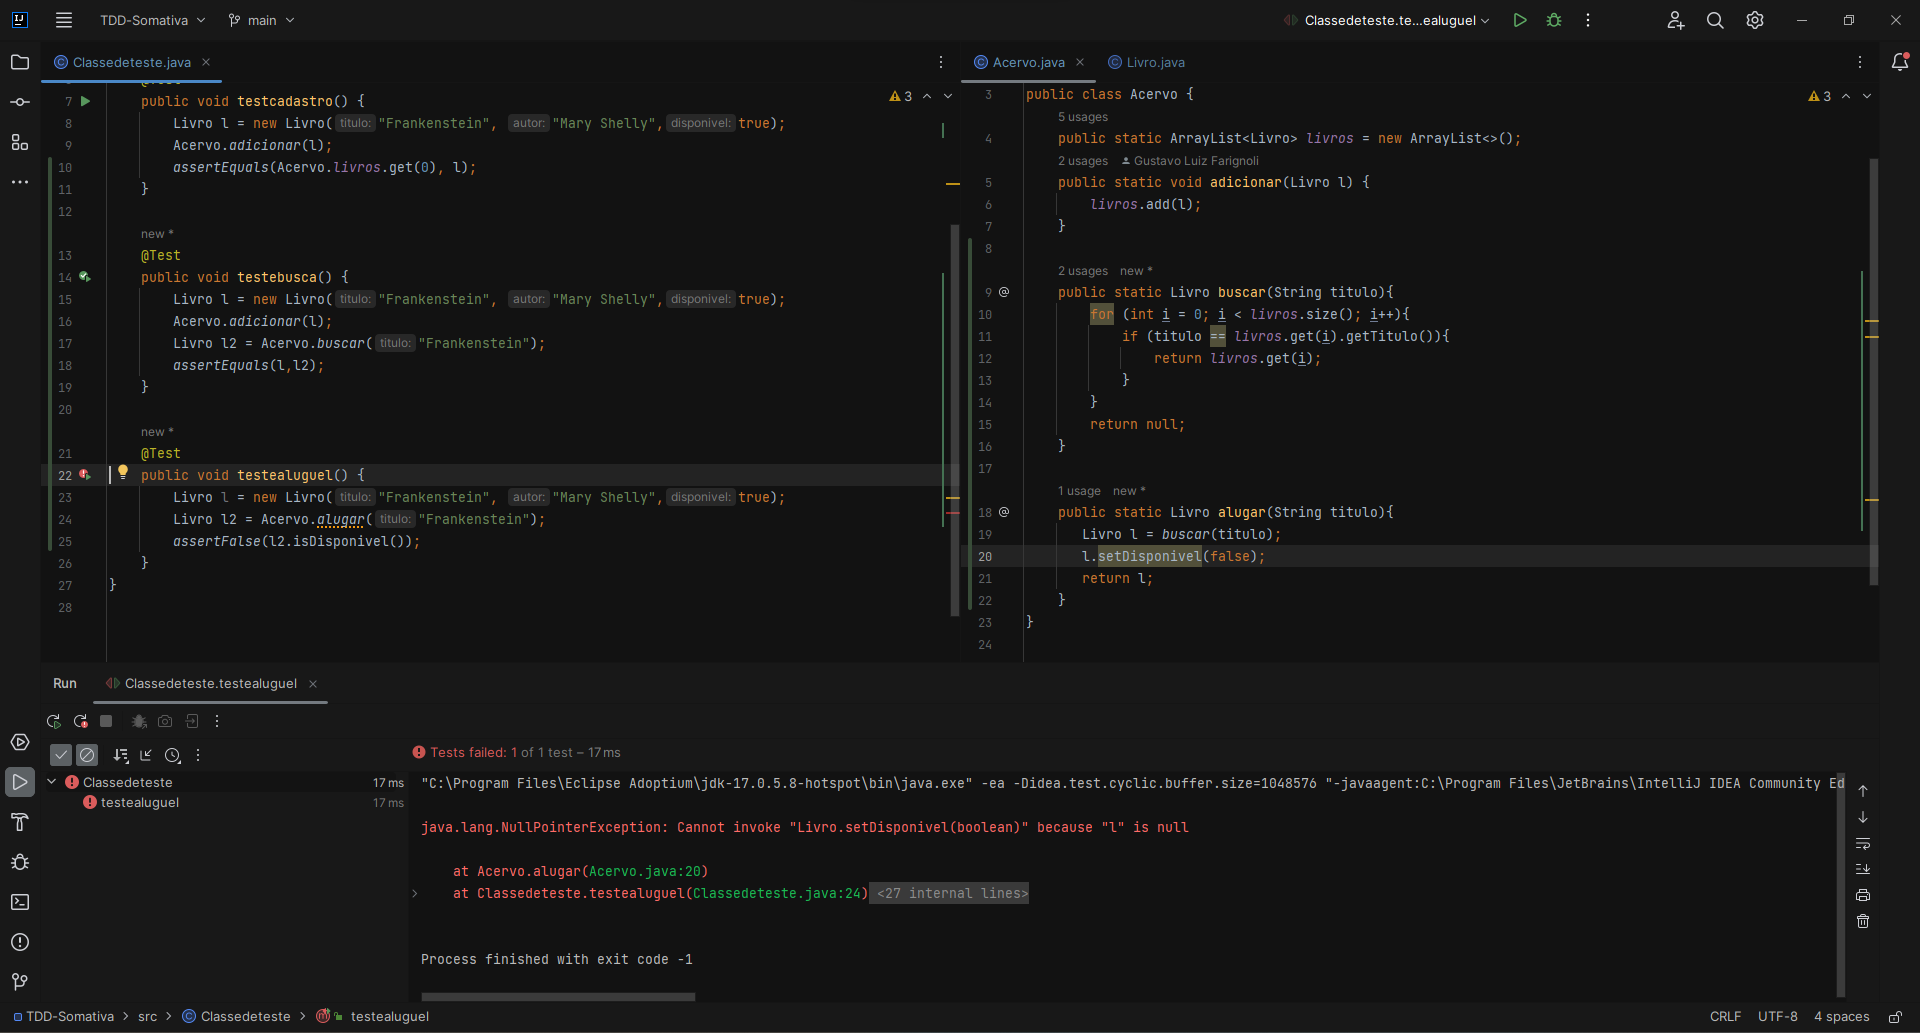 TDD-Somativa
main
Classedeteste.te...ealuguel
Classedeteste.java
3
7 public void testcadastro() {
8 Livro l = new Livro( titulo: "Frankenstein", autor: "Mary Shelly", disponivel: true);
9 Acervo.adicionar(l);
10 assertEquals(Acervo.livros.get(0), l);
11 }
12
new *
13 @Test
14 public void testebusca() {
15 Livro l = new Livro( titulo: "Frankenstein", autor: "Mary Shelly", disponivel: true);
16 Acervo.adicionar(l);
17 Livro l2 = Acervo.buscar( titulo: "Frankenstein");
18 assertEquals(l,l2);
19 }
20
new *
21 @Test
22 public void testealuguel() {
23 Livro l = new Livro( titulo: "Frankenstein", autor: "Mary Shelly", disponivel: true);
24 Livro l2 = Acervo.alugar( titulo: "Frankenstein");
25 assertFalse(l2.isDisponivel());
26 }
27 }
28
Acervo.java
Livro.java
3
3 public class Acervo {
5 usages
4 public static ArrayList<Livro> livros = new ArrayList<>();
2 usages Gustavo Luiz Farignoli
5 public static void adicionar(Livro l) {
6 livros.add(l);
7 }
8
2 usages new *
9 @ public static Livro buscar(String titulo){
10 for (int i = 0; i < livros.size(); i++){
11 if (titulo == livros.get(i).getTitulo()){
12 return livros.get(i);
13 }
14 }
15 return null;
16 }
17
1 usage new *
18 @ public static Livro alugar(String titulo){
19 Livro l = buscar(titulo);
20 l.setDisponivel(false);
21 return l;
22 }
23 }
24
Run
Classedeteste.testealuguel
Tests failed: 1 of 1 test – 17 ms
Classedeteste 17 ms
testealuguel 17 ms
"C:\Program Files\Eclipse Adoptium\jdk-17.0.5.8-hotspot\bin\java.exe" -ea -Didea.test.cyclic.buffer.size=1048576 "-javaagent:C:\Program Files\JetBrains\IntelliJ IDEA Community Ed
java.lang.NullPointerException: Cannot invoke "Livro.setDisponivel(boolean)" because "l" is null
at Acervo.alugar(Acervo.java:20)
at Classedeteste.testealuguel(Classedeteste.java:24) <27 internal lines>
Process finished with exit code -1
TDD-Somativa > src > Classedeteste > testealuguel
CRLF UTF-8 4 spaces